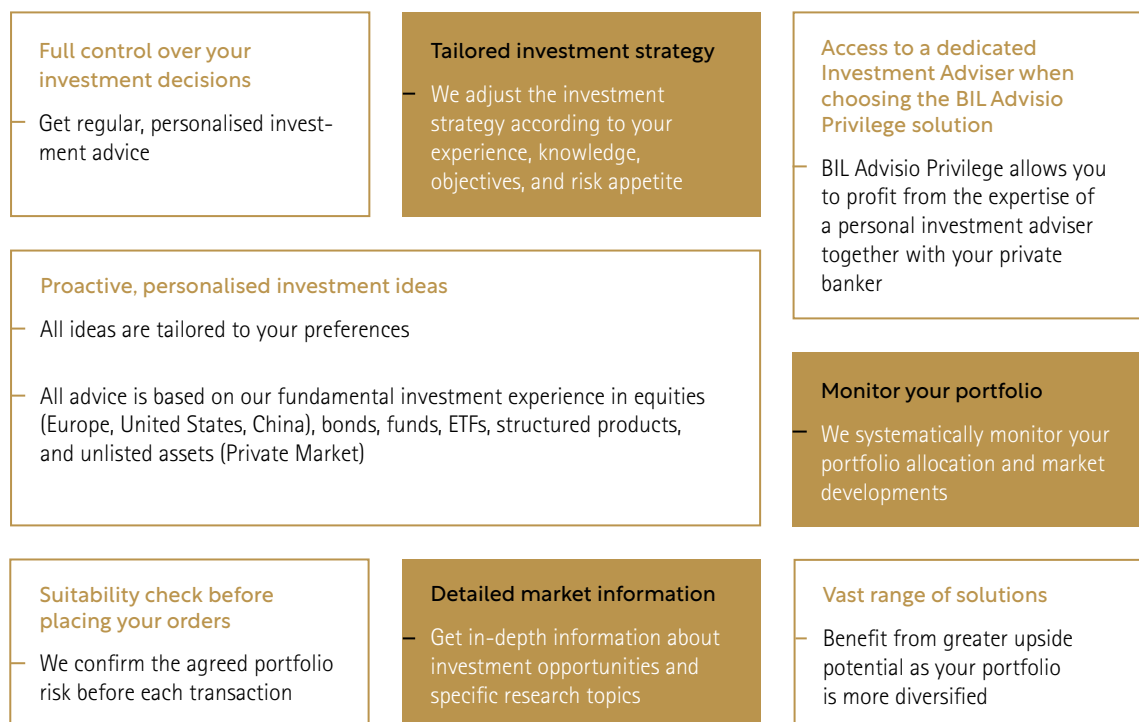 Full control over your
investment decisions
Get regular, personalised invest-
ment advice
Tailored investment strategy
We adjust the investment
strategy according to your
experience, knowledge,
objectives, and risk appetite
Access to a dedicated
Investment Adviser when
choosing the BIL Advisio
Privilege solution
BIL Advisio Privilege allows you
to profit from the expertise of
a personal investment adviser
together with your private
banker
Proactive, personalised investment ideas
All ideas are tailored to your preferences
All advice is based on our fundamental investment experience in equities
(Europe, United States, China), bonds, funds, ETFs, structured products,
and unlisted assets (Private Market)
Monitor your portfolio
We systematically monitor your
portfolio allocation and market
developments
Suitability check before
placing your orders
We confirm the agreed portfolio
risk before each transaction
Detailed market information
Get in-depth information about
investment opportunities and
specific research topics
Vast range of solutions
Benefit from greater upside
potential as your portfolio
is more diversified